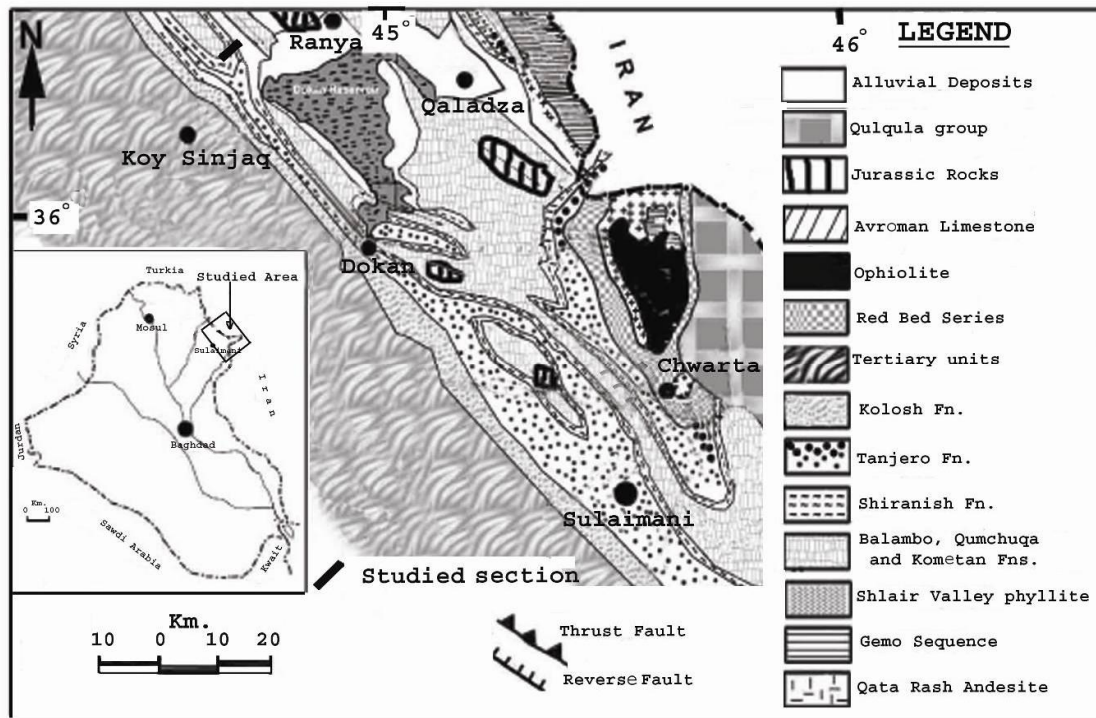 N
Ranya
45°
46°
LEGEND
IRAN
Dokan Reservoir
Qaladza
Koy Sinjaq
36°
Dokan
Chwarta
Sulaimani
Alluvial Deposits
Qulqula group
Jurassic Rocks
Avroman Limestone
Ophiolite
Red Bed Series
Tertiary units
Kolosh Fn.
Tanjero Fn.
Shiranish Fn.
Balambo, Qumchuqa
and Kometan Fns.
Shlair Valley phyllite
Gemo Sequence
Qata Rash Andesite
Turkia
Studied Area
Mosul
Syria
Sulaimani
Iran
Baghdad
Jurdan
Km.
0 100
Sawdi Arabia
Kwait
Studied section
Km.
10 0 10 20
Thrust Fault
Reverse Fault